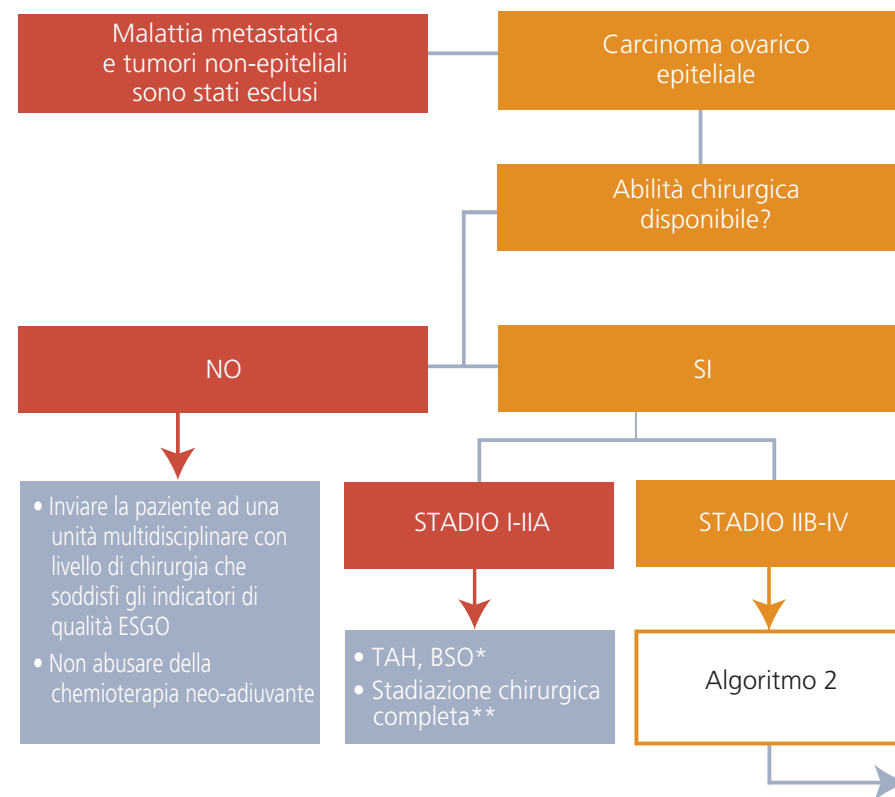 Malattia metastatica
e tumori non-epiteliali
sono stati esclusi
Carcinoma ovarico
epiteliale
Abilità chirurgica
disponibile?
NO
SI
• Inviare la paziente ad una
unità multidisciplinare con
livello di chirurgia che
soddisfi gli indicatori di
qualità ESGO
• Non abusare della
chemioterapia neo-adiuvante
STADIO I-IIA
STADIO IIB-IV
• TAH, BSO*
• Stadiazione chirurgica
completa**
Algoritmo 2